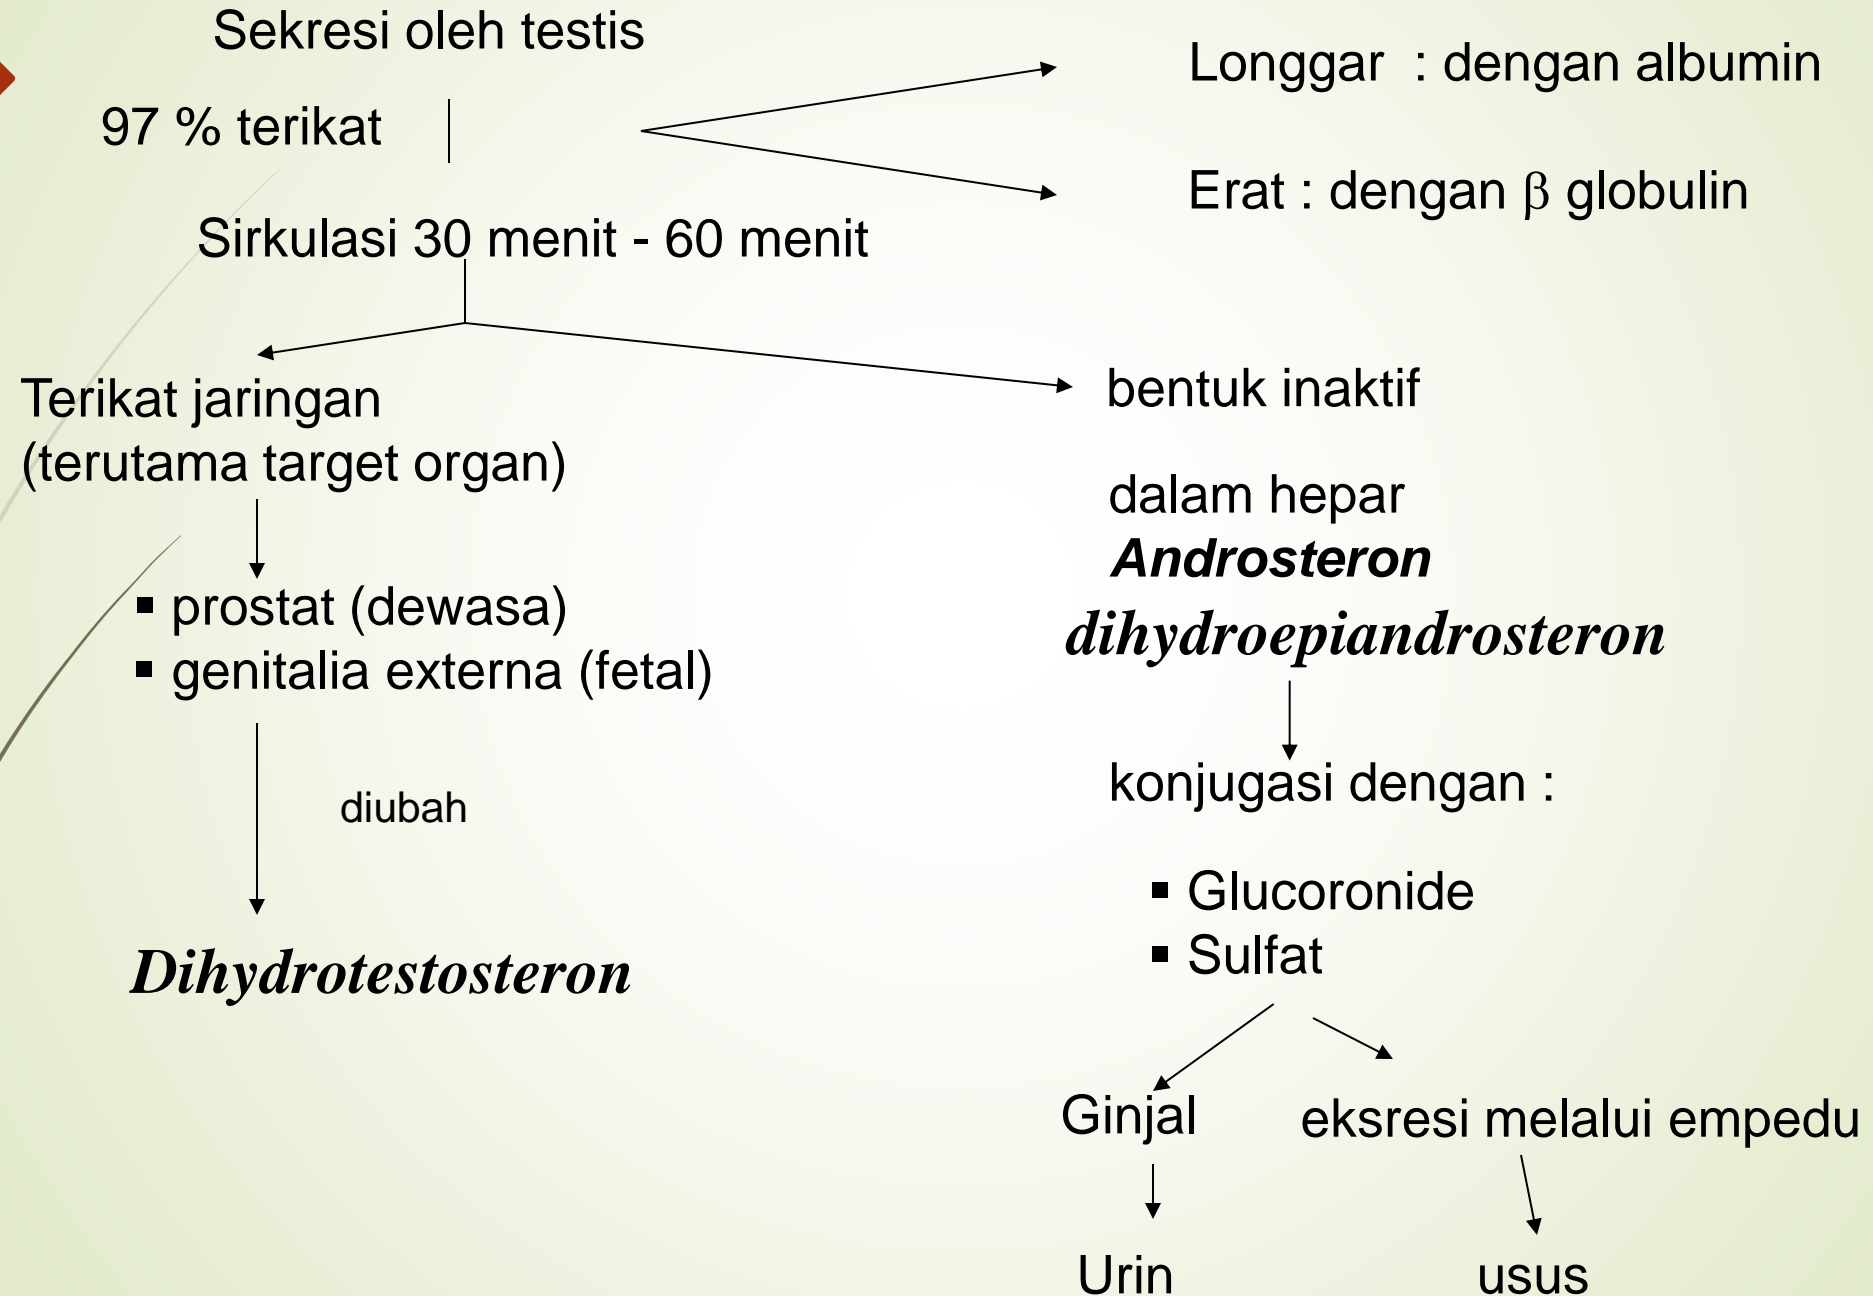 Sekresi oleh testis
97 % terikat
Longgar : dengan albumin
Erat : dengan β globulin
Sirkulasi 30 menit - 60 menit
Terikat jaringan
(terutama target organ)
▪ prostat (dewasa)
▪ genitalia externa (fetal)
diubah
Dihydrotestosteron
bentuk inaktif
dalam hepar
Androsteron
dihydroepiandrosteron
konjugasi dengan :
▪ Glucoronide
▪ Sulfat
Ginjal
eksresi melalui empedu
Urin
usus